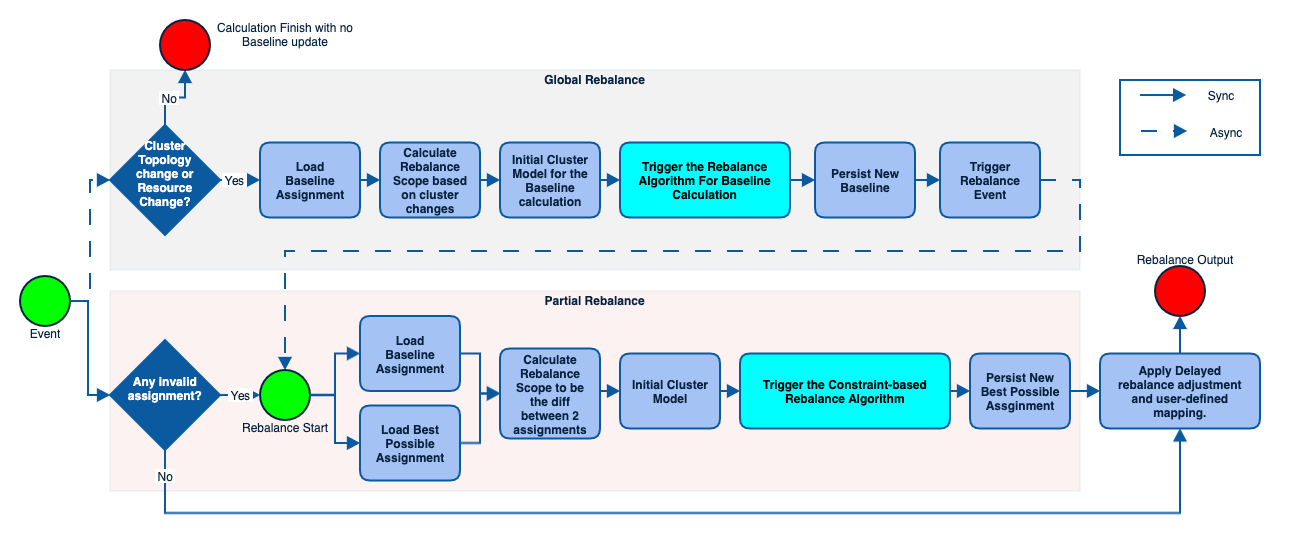 Calculation Finish with no
Baseline update
Global Rebalance
No
Cluster
Topology
change or
Resource
Change?
Yes
Load
Baseline
Assignment
Calculate
Rebalance
Scope based
on cluster
changes
Initial Cluster
Model for the
Baseline
calculation
Trigger the Rebalance
Algorithm For Baseline
Calculation
Persist New
Baseline
Trigger
Rebalance
Event
Sync
Async
Event
Partial Rebalance
Any invalid
assignment?
Yes
No
Rebalance Start
Load
Baseline
Assignment
Load Best
Possible
Assignment
Calculate
Rebalance
Scope to be
the diff
between 2
assignments
Initial Cluster
Model
Trigger the Constraint-based
Rebalance Algorithm
Persist New
Best Possible
Assignment
Apply Delayed
rebalance adjustment
and user-defined
mapping.
Rebalance Output